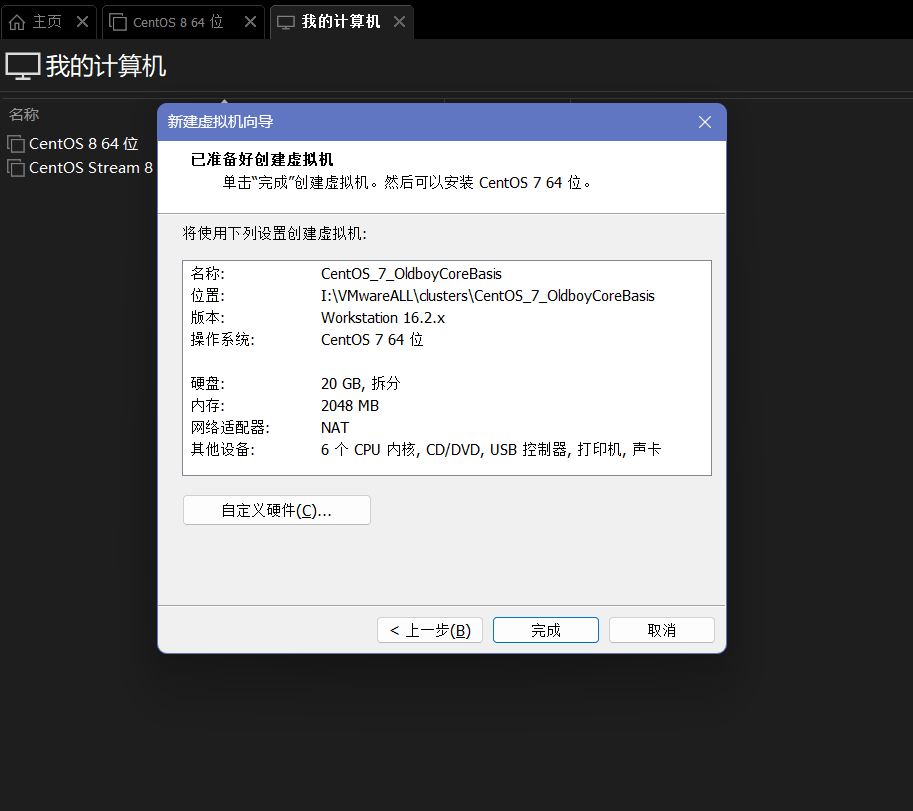 主页
CentOS 8 64 位
我的计算机
我的计算机
名称
CentOS 8 64 位
CentOS Stream 8
新建虚拟机向导
已准备好创建虚拟机
单击“完成”创建虚拟机。然后可以安装 CentOS 7 64 位。
将使用下列设置创建虚拟机:
名称: CentOS_7_OldboyCoreBasis
位置: I:\VMwareALL\clusters\CentOS_7_OldboyCoreBasis
版本: Workstation 16.2.x
操作系统: CentOS 7 64 位
硬盘: 20 GB, 拆分
内存: 2048 MB
网络适配器: NAT
其他设备: 6 个 CPU 内核, CD/DVD, USB 控制器, 打印机, 声卡
自定义硬件(C)...
< 上一步(B)
完成
取消